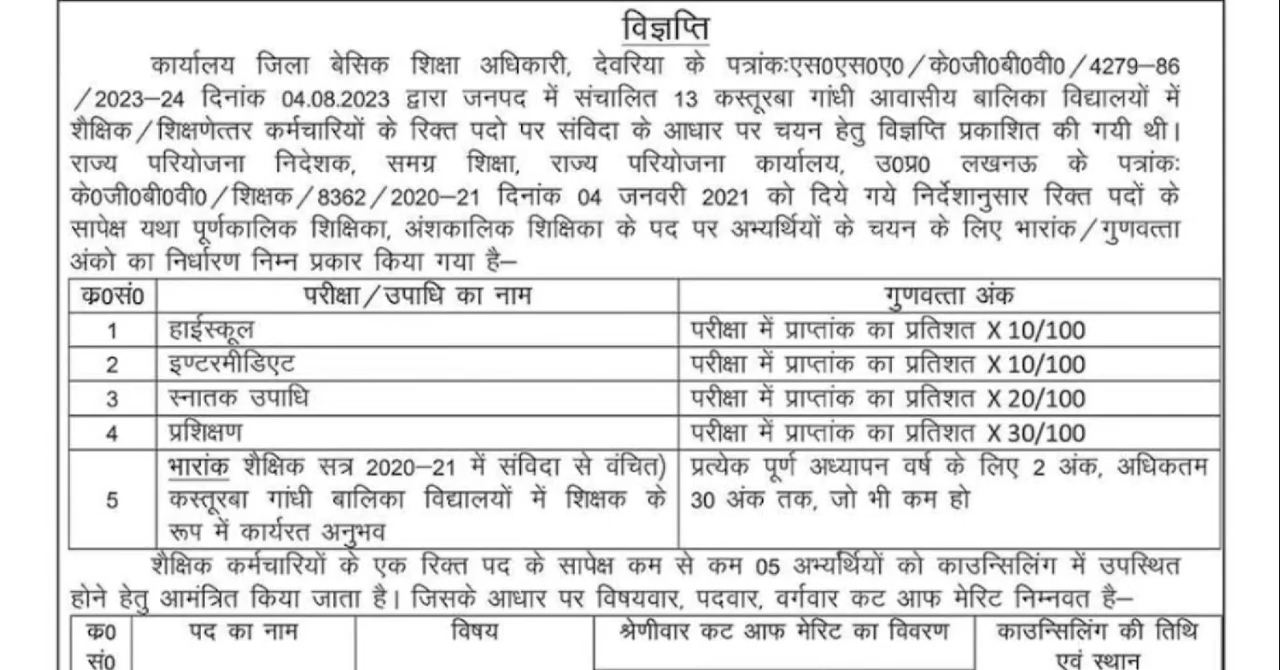 विज्ञप्ति
कार्यालय जिला बेसिक शिक्षा अधिकारी, देवरिया के पत्रांकःएस0एस0ए0/के0जी0बी0वी0/4279–86
/2023–24 दिनांक 04.08.2023 द्वारा जनपद में संचालित 13 कस्तूरबा गांधी आवासीय बालिका विद्यालयों में
शैक्षिक/शिक्षणेत्तर कर्मचारियों के रिक्त पदो पर संविदा के आधार पर चयन हेतु विज्ञप्ति प्रकाशित की गयी थी।
राज्य परियोजना निदेशक, समग्र शिक्षा, राज्य परियोजना कार्यालय, उ0प्र0 लखनऊ के पत्रांकः
के0जी0बी0वी0/शिक्षक/8362/2020–21 दिनांक 04 जनवरी 2021 को दिये गये निर्देशानुसार रिक्त पदों के
सापेक्ष यथा पूर्णकालिक शिक्षिका, अंशकालिक शिक्षिका के पद पर अभ्यर्थियों के चयन के लिए भारांक/गुणवत्ता
अंको का निर्धारण निम्न प्रकार किया गया है–
क0सं0 परीक्षा/उपाधि का नाम गुणवत्ता अंक
1 हाईस्कूल परीक्षा में प्राप्तांक का प्रतिशत X 10/100
2 इण्टरमीडिएट परीक्षा में प्राप्तांक का प्रतिशत X 10/100
3 स्नातक उपाधि परीक्षा में प्राप्तांक का प्रतिशत X 20/100
4 प्रशिक्षण परीक्षा में प्राप्तांक का प्रतिशत X 30/100
भारांक शैक्षिक सत्र 2020–21 में संविदा से वंचित) प्रत्येक पूर्ण अध्यापन वर्ष के लिए 2 अंक, अधिकतम
5 कस्तूरबा गांधी बालिका विद्यालयों में शिक्षक के 30 अंक तक, जो भी कम हो
रूप में कार्यरत अनुभव
शैक्षिक कर्मचारियों के एक रिक्त पद के सापेक्ष कम से कम 05 अभ्यर्थियों को काउन्सिलिंग में उपस्थित
होने हेतु आमंत्रित किया जाता है। जिसके आधार पर विषयवार, पदवार, वर्गवार कट आफ मेरिट निम्नवत है–
क0 पद का नाम विषय श्रेणीवार कट आफ मेरिट का विवरण काउन्सिलिंग की तिथि
सं0 एवं स्थान